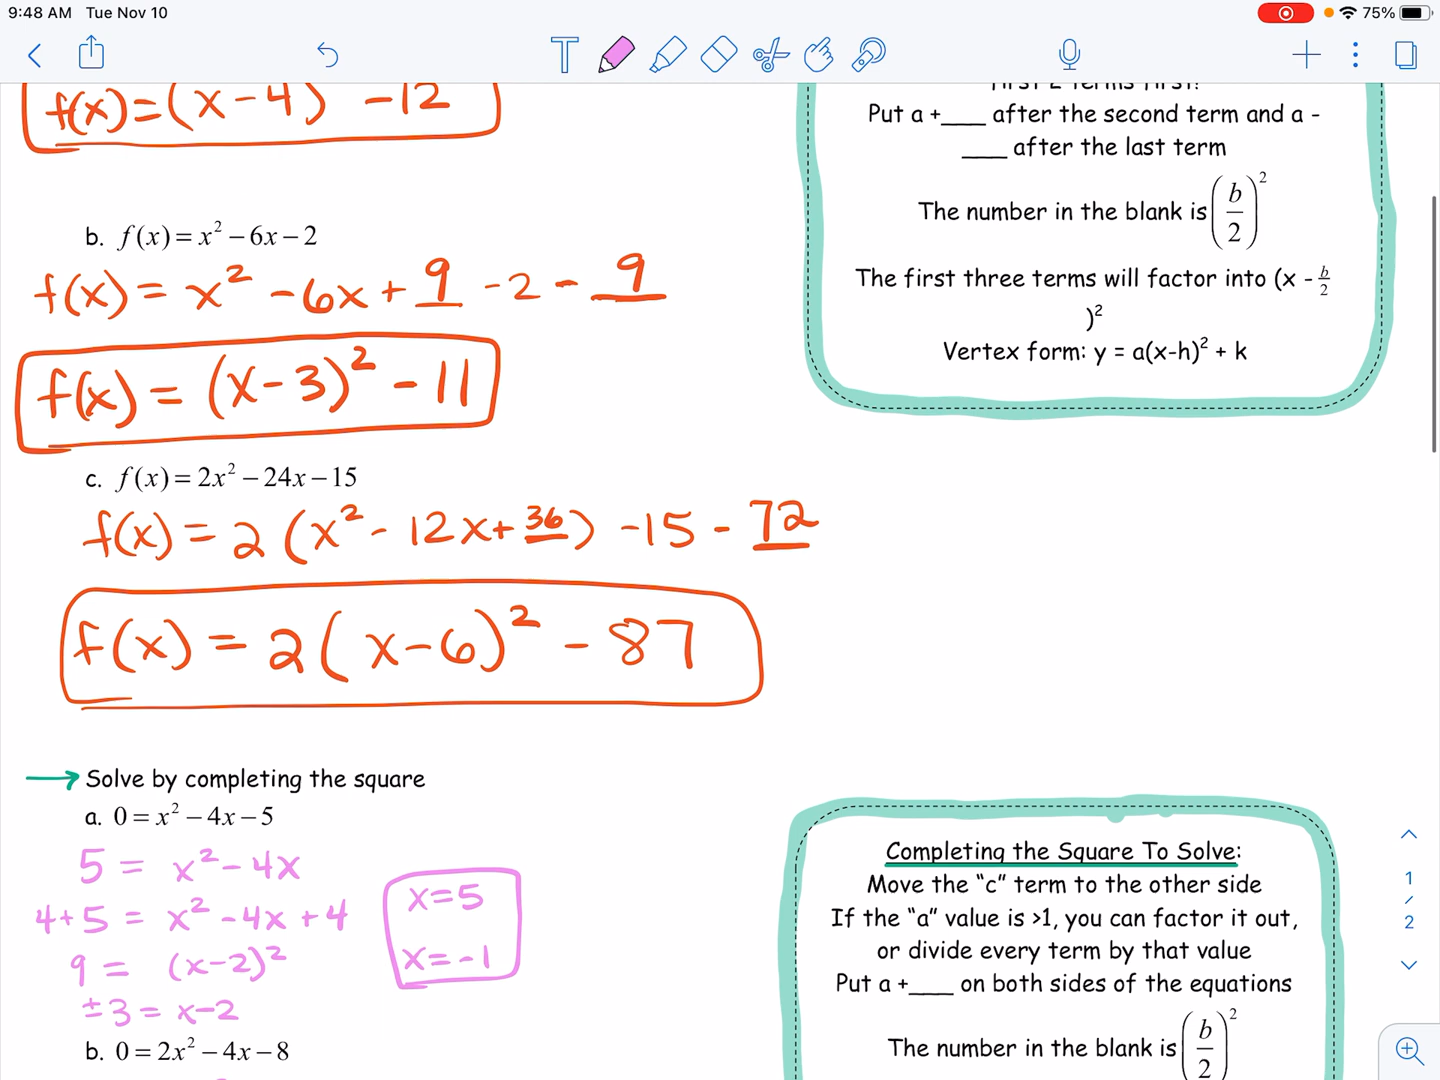 9:48 AM Tue Nov 10
75%
f(x)=(x-4) -12
First 2 terms first!
Put a +____ after the second term and a -
____ after the last term
The number in the blank is (b/2)²
The first three terms will factor into (x - b/2
)²
Vertex form: y = a(x-h)² + k
b. f(x) = x² – 6x – 2
f(x) = x² - 6x + 9 - 2 - 9
f(x) = (x-3)² - 11
c. f(x) = 2x² – 24x – 15
f(x) = 2 (x² - 12x + 36) - 15 - 72
f(x) = 2(x-6)² - 87
Solve by completing the square
a. 0 = x² – 4x – 5
5 = x² - 4x
4+5 = x² - 4x + 4
9 = (x-2)²
±3 = x-2
x=5
x=-1
b. 0 = 2x² – 4x – 8
Completing the Square To Solve:
Move the “c” term to the other side
If the “a” value is >1, you can factor it out,
or divide every term by that value
Put a +____ on both sides of the equations
The number in the blank is (b/2)²
1
/
2